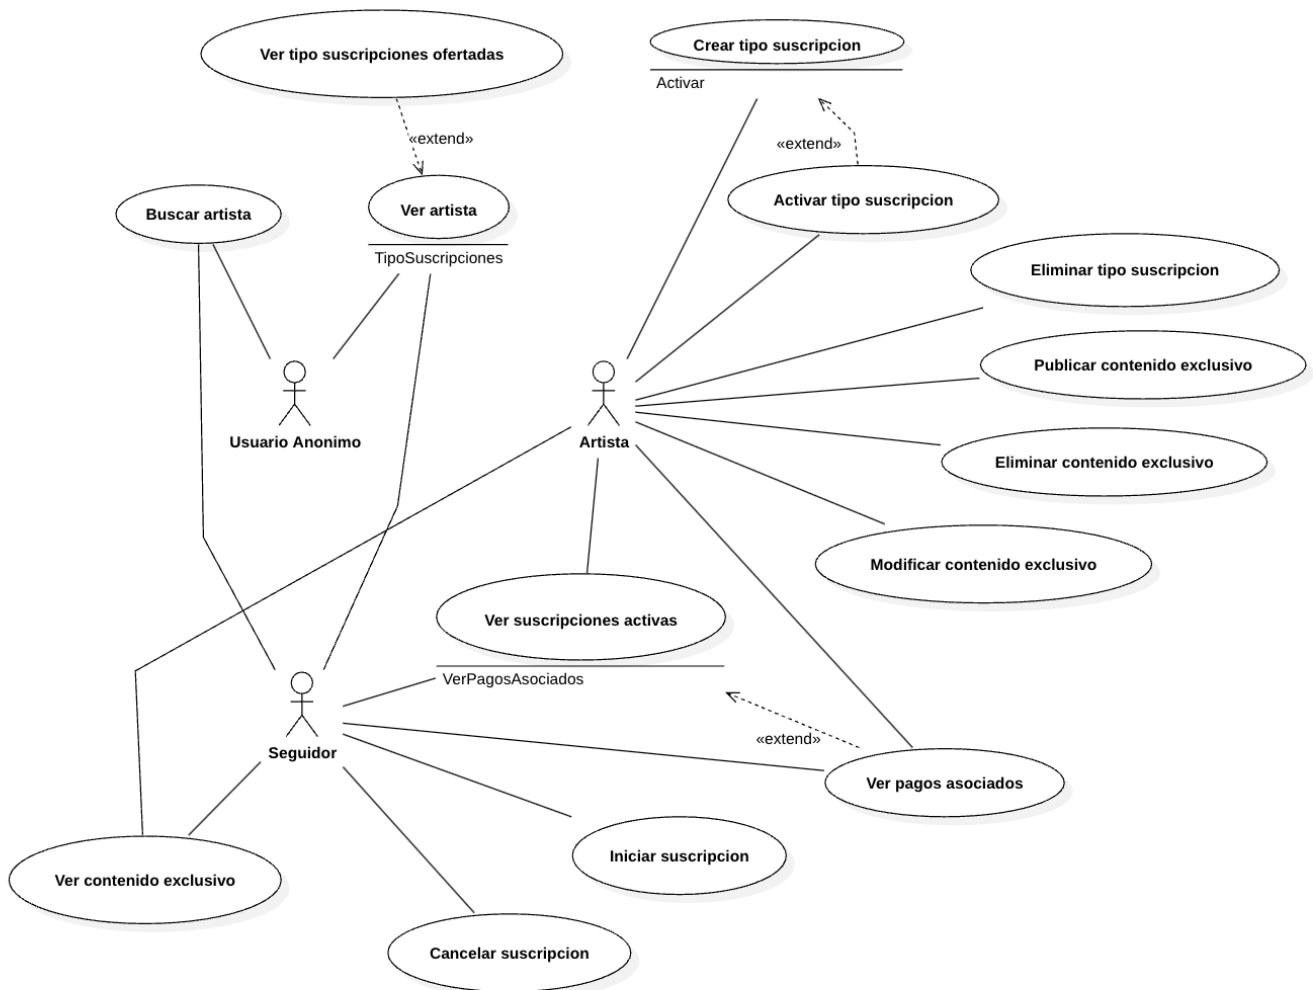 Ver tipo suscripciones ofertadas
Crear tipo suscripcion
Activar
«extend»
«extend»
Buscar artista
Ver artista
Activar tipo suscripcion
TipoSuscripciones
Eliminar tipo suscripcion
Publicar contenido exclusivo
Usuario Anonimo
Artista
Eliminar contenido exclusivo
Modificar contenido exclusivo
Ver suscripciones activas
VerPagosAsociados
«extend»
Seguidor
Ver pagos asociados
Iniciar suscripcion
Ver contenido exclusivo
Cancelar suscripcion